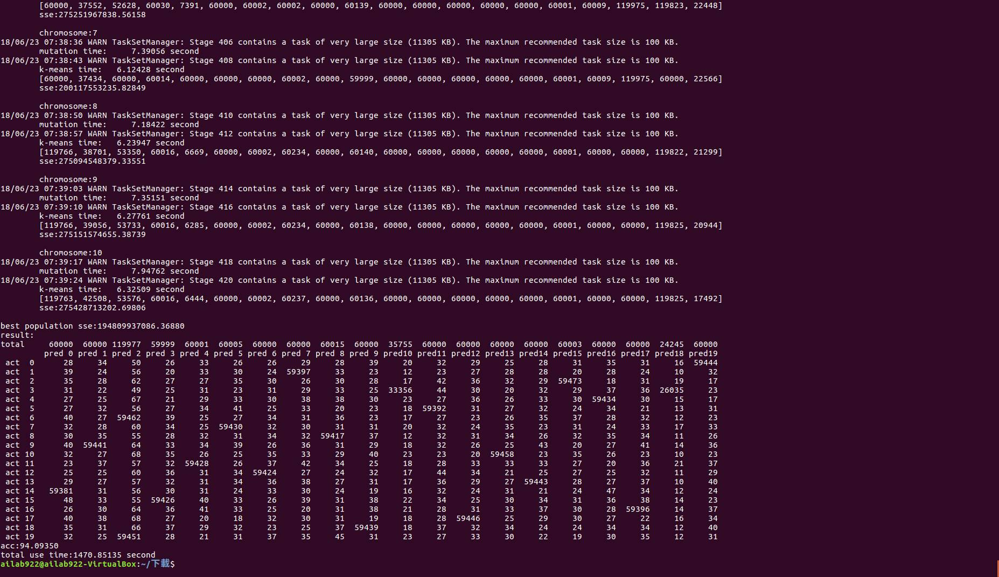 [60000, 37552, 52628, 60030, 7391, 60000, 60002, 60002, 60000, 60139, 60000, 60000, 60000, 60000, 60000, 60001, 60009, 119975, 119823, 22448]
sse:275251967838.56158
chromosome:7
18/06/23 07:38:36 WARN TaskSetManager: Stage 406 contains a task of very large size (11305 KB). The maximum recommended task size is 100 KB.
mutation time: 7.39056 second
18/06/23 07:38:43 WARN TaskSetManager: Stage 408 contains a task of very large size (11305 KB). The maximum recommended task size is 100 KB.
k-means time: 6.12428 second
[60000, 37434, 60000, 60014, 60000, 60000, 60000, 60002, 60000, 59999, 60000, 60000, 60000, 60000, 60000, 60001, 60009, 119975, 60000, 22566]
sse:200117553235.82849
chromosome:8
18/06/23 07:38:50 WARN TaskSetManager: Stage 410 contains a task of very large size (11305 KB). The maximum recommended task size is 100 KB.
mutation time: 7.18422 second
18/06/23 07:38:57 WARN TaskSetManager: Stage 412 contains a task of very large size (11305 KB). The maximum recommended task size is 100 KB.
k-means time: 6.23947 second
[119766, 38701, 53350, 60016, 6669, 60000, 60002, 60234, 60000, 60140, 60000, 60000, 60000, 60000, 60000, 60001, 60000, 60000, 119822, 21299]
sse:275094548379.33551
chromosome:9
18/06/23 07:39:03 WARN TaskSetManager: Stage 414 contains a task of very large size (11305 KB). The maximum recommended task size is 100 KB.
mutation time: 7.35151 second
18/06/23 07:39:10 WARN TaskSetManager: Stage 416 contains a task of very large size (11305 KB). The maximum recommended task size is 100 KB.
k-means time: 6.27761 second
[119766, 39056, 53733, 60016, 6285, 60000, 60002, 60234, 60000, 60138, 60000, 60000, 60000, 60000, 60000, 60001, 60000, 60000, 119825, 20944]
sse:275151574655.38739
chromosome:10
18/06/23 07:39:17 WARN TaskSetManager: Stage 418 contains a task of very large size (11305 KB). The maximum recommended task size is 100 KB.
mutation time: 7.94762 second
18/06/23 07:39:24 WARN TaskSetManager: Stage 420 contains a task of very large size (11305 KB). The maximum recommended task size is 100 KB.
k-means time: 6.32509 second
[119763, 42508, 53576, 60016, 6444, 60000, 60002, 60237, 60000, 60136, 60000, 60000, 60000, 60000, 60000, 60001, 60000, 60000, 119825, 17492]
sse:275428713202.69806
best population sse:194809937086.36880
result:
total 60000 60000 119977 59999 60001 60005 60000 60000 60015 60000 35755 60000 60000 60000 60000 60003 60000 60000 24245 60000
pred 0 pred 1 pred 2 pred 3 pred 4 pred 5 pred 6 pred 7 pred 8 pred 9 pred10 pred11 pred12 pred13 pred14 pred15 pred16 pred17 pred18 pred19
act 0 28 34 50 26 33 26 26 29 28 39 20 32 29 25 28 31 35 31 16 59444
act 1 39 24 56 20 33 30 24 59397 33 23 12 23 27 28 28 20 28 24 10 32
act 2 35 28 62 27 27 35 30 26 30 28 17 42 36 32 29 59473 18 31 19 17
act 3 31 22 49 25 31 23 31 29 33 25 33356 44 30 20 32 29 37 36 26035 23
act 4 27 25 67 21 29 33 30 38 38 30 23 27 36 26 33 30 59434 30 15 17
act 5 27 32 56 27 34 41 25 33 20 23 18 59392 31 27 32 24 34 21 13 31
act 6 40 27 59462 39 25 27 34 31 36 23 17 27 23 26 35 37 28 32 12 23
act 7 32 28 60 34 25 59430 32 30 31 31 20 32 24 35 23 31 24 33 17 33
act 8 30 35 55 28 32 31 34 32 59417 37 12 32 31 34 26 32 35 34 11 26
act 9 40 59441 64 33 34 39 26 36 31 29 18 32 26 25 43 20 27 41 14 36
act 10 32 27 68 35 26 25 35 33 29 40 23 23 20 59458 23 35 26 23 10 23
act 11 23 37 57 32 59428 26 37 42 34 25 18 28 33 33 33 27 20 36 21 37
act 12 25 25 60 36 31 34 59424 27 24 32 17 44 34 21 25 27 25 32 11 29
act 13 29 27 57 32 31 34 36 38 27 31 17 36 29 27 59443 28 27 37 10 40
act 14 59381 31 56 30 31 24 33 30 24 19 16 32 24 31 21 24 47 34 12 24
act 15 48 33 55 59426 40 33 26 39 31 38 22 34 25 30 34 31 36 38 14 23
act 16 26 30 64 36 41 33 25 20 31 38 21 28 31 33 37 30 28 59396 14 37
act 17 40 38 68 27 20 18 32 30 31 19 18 28 59446 25 29 30 27 22 16 34
act 18 35 31 66 37 29 32 23 25 37 59439 18 37 32 34 24 24 34 34 12 40
act 19 32 25 59451 28 21 31 37 35 45 31 23 27 33 30 22 19 30 35 12 31
acc:94.09350
total use time:1470.85135 second
ailab922@ailab922-VirtualBox:~/下載$